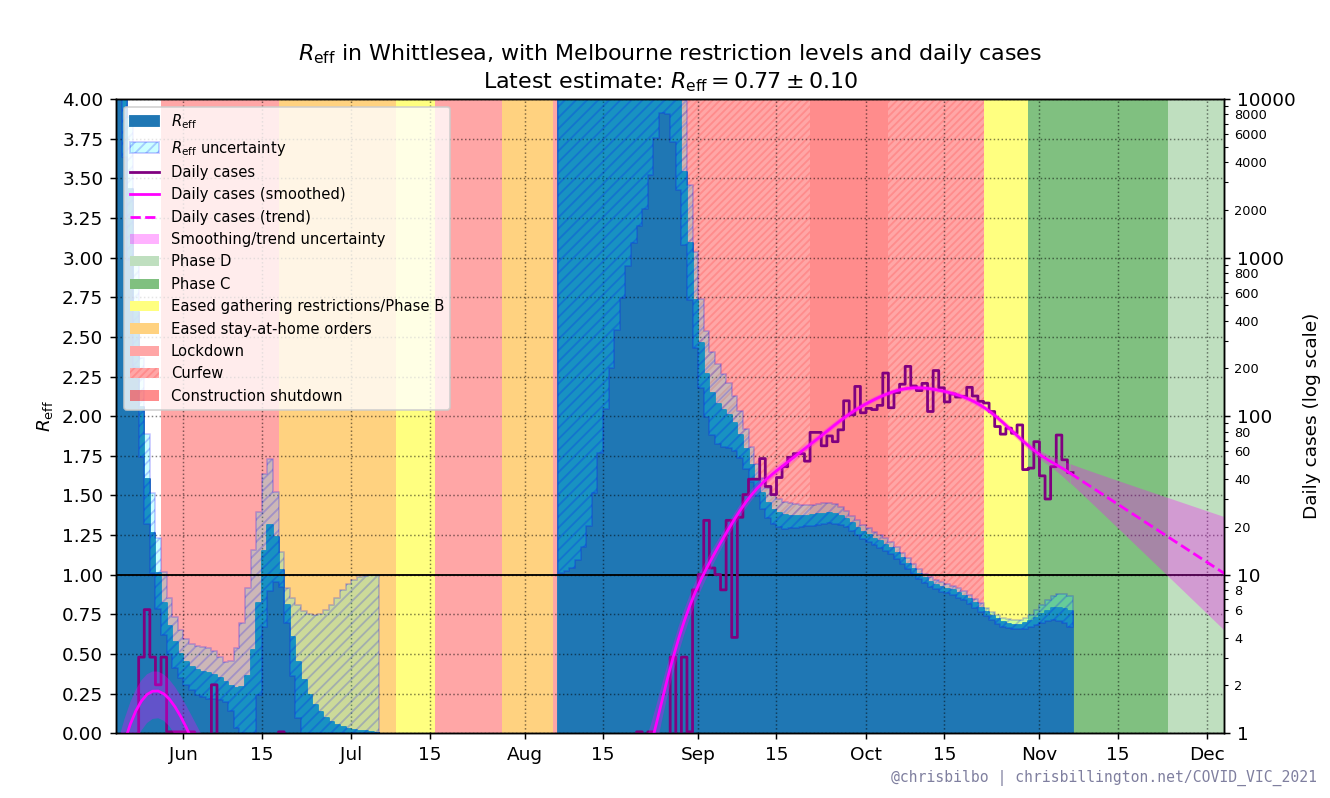 Reff in Whittlesea, with Melbourne restriction levels and daily cases
Latest estimate: Reff = 0.77 ± 0.10
4.00
3.75
3.50
3.25
3.00
2.75
2.50
2.25
2.00
1.75
1.50
1.25
1.00
0.75
0.50
0.25
0.00
Reff
Reff
Reff uncertainty
Daily cases
Daily cases (smoothed)
Daily cases (trend)
Smoothing/trend uncertainty
Phase D
Phase C
Eased gathering restrictions/Phase B
Eased stay-at-home orders
Lockdown
Curfew
Construction shutdown
10000
8000
6000
4000
2000
1000
800
600
400
200
100
80
60
40
20
10
8
6
4
2
1
Daily cases (log scale)
Jun 15 Jul 15 Aug 15 Sep 15 Oct 15 Nov 15 Dec
@chrisbilbo | chrisbillington.net/COVID_VIC_2021